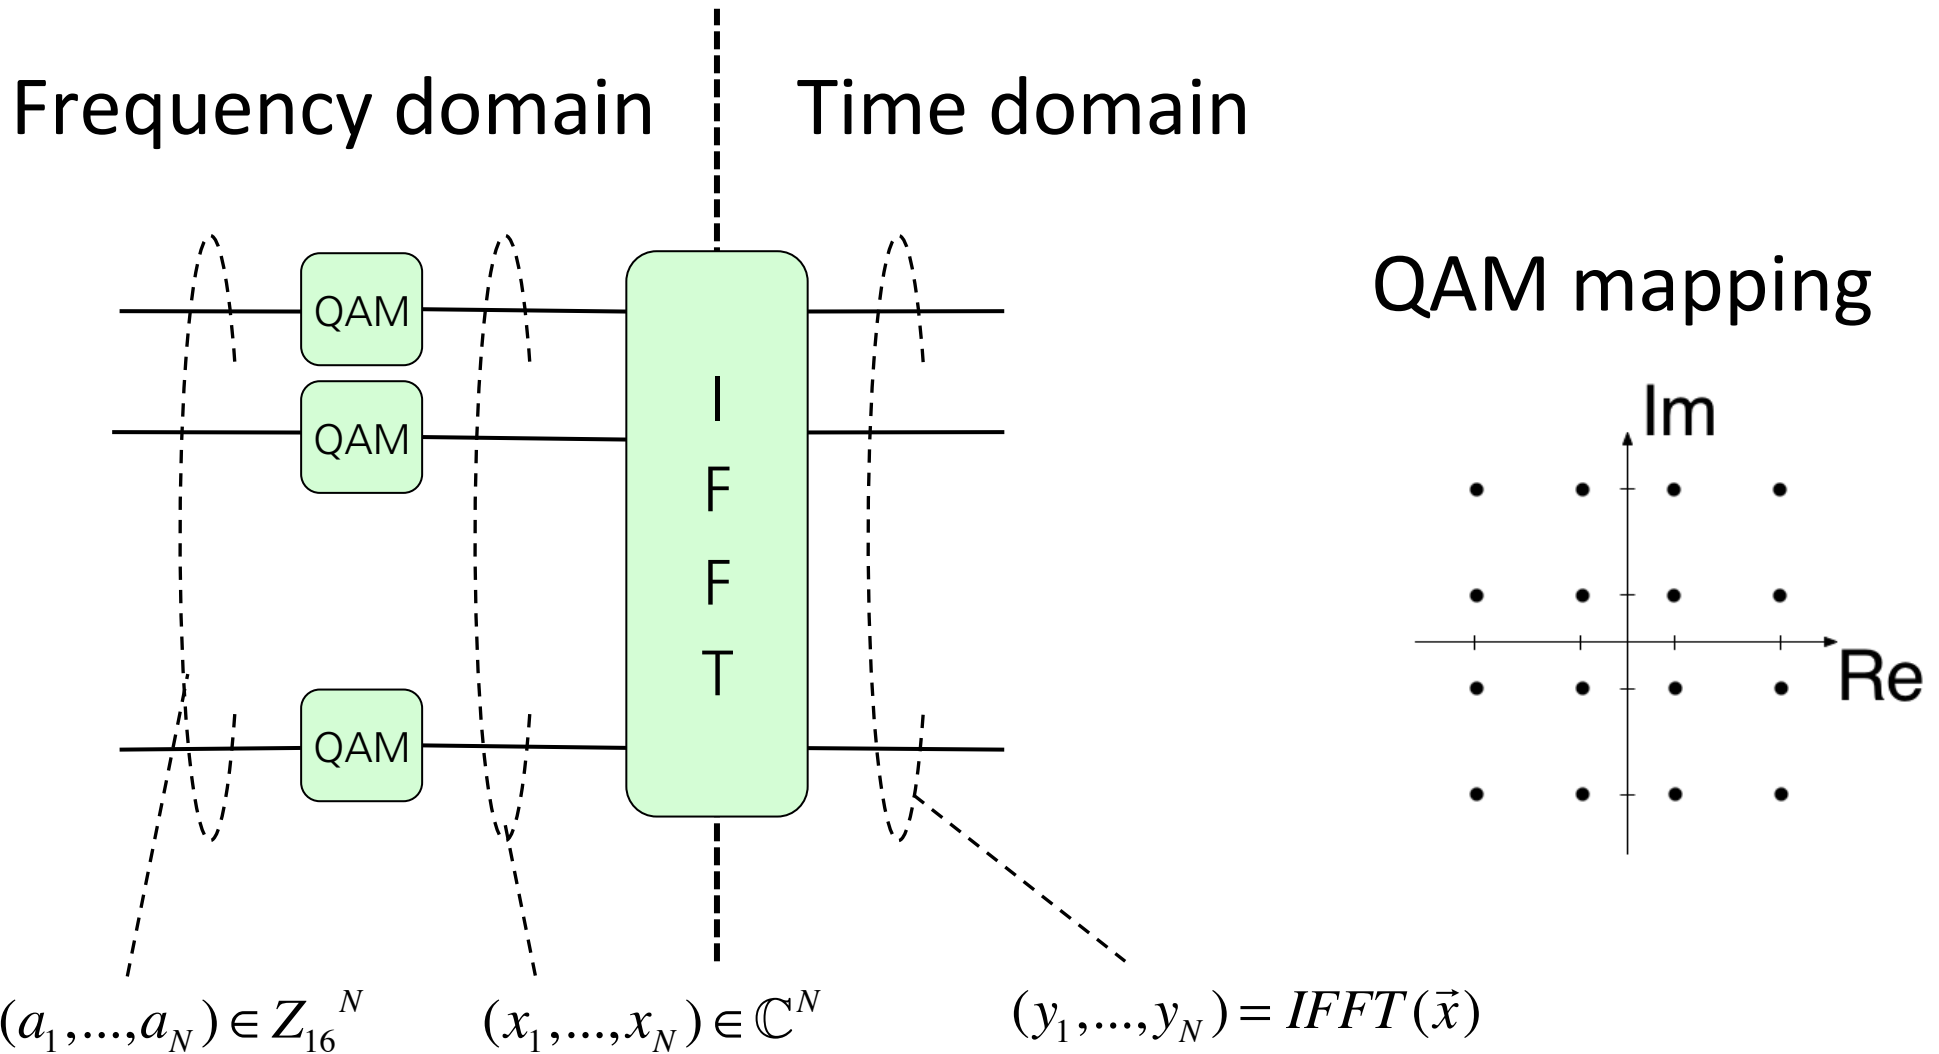 Frequency domain
Time domain
QAM
QAM
QAM
I
F
F
T
QAM mapping
Im
Re
(a₁,...,a_N) ∈ Z₁₆^N
(x₁,...,x_N) ∈ ℂ^N
(y₁,...,y_N) = IFFT(x⃗)